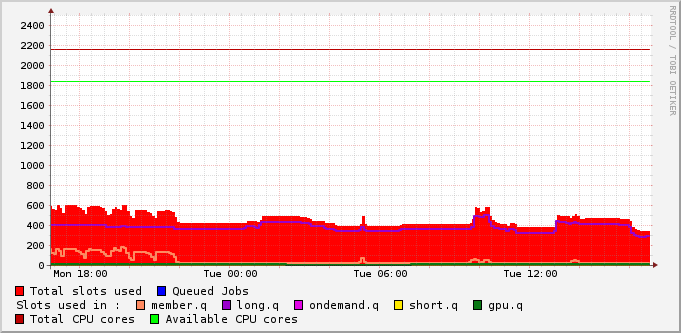 2400
2200
2000
1800
1600
1400
1200
1000
800
600
400
200
0
Mon 18:00 Tue 00:00 Tue 06:00 Tue 12:00
Total slots used Queued Jobs
Slots used in : member.q long.q ondemand.q short.q gpu.q
Total CPU cores Available CPU cores
RRDTOOL / TOBI OETIKER